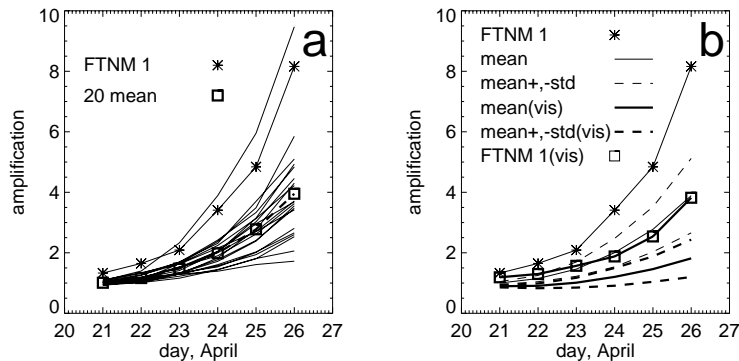 a
10
8
6
4
2
0
amplification
FTNM 1
20 mean
20 21 22 23 24 25 26 27
day, April
b
10
8
6
4
2
0
amplification
FTNM 1
mean
mean+,-std
mean(vis)
mean+,-std(vis)
FTNM 1(vis)
20 21 22 23 24 25 26 27
day, April